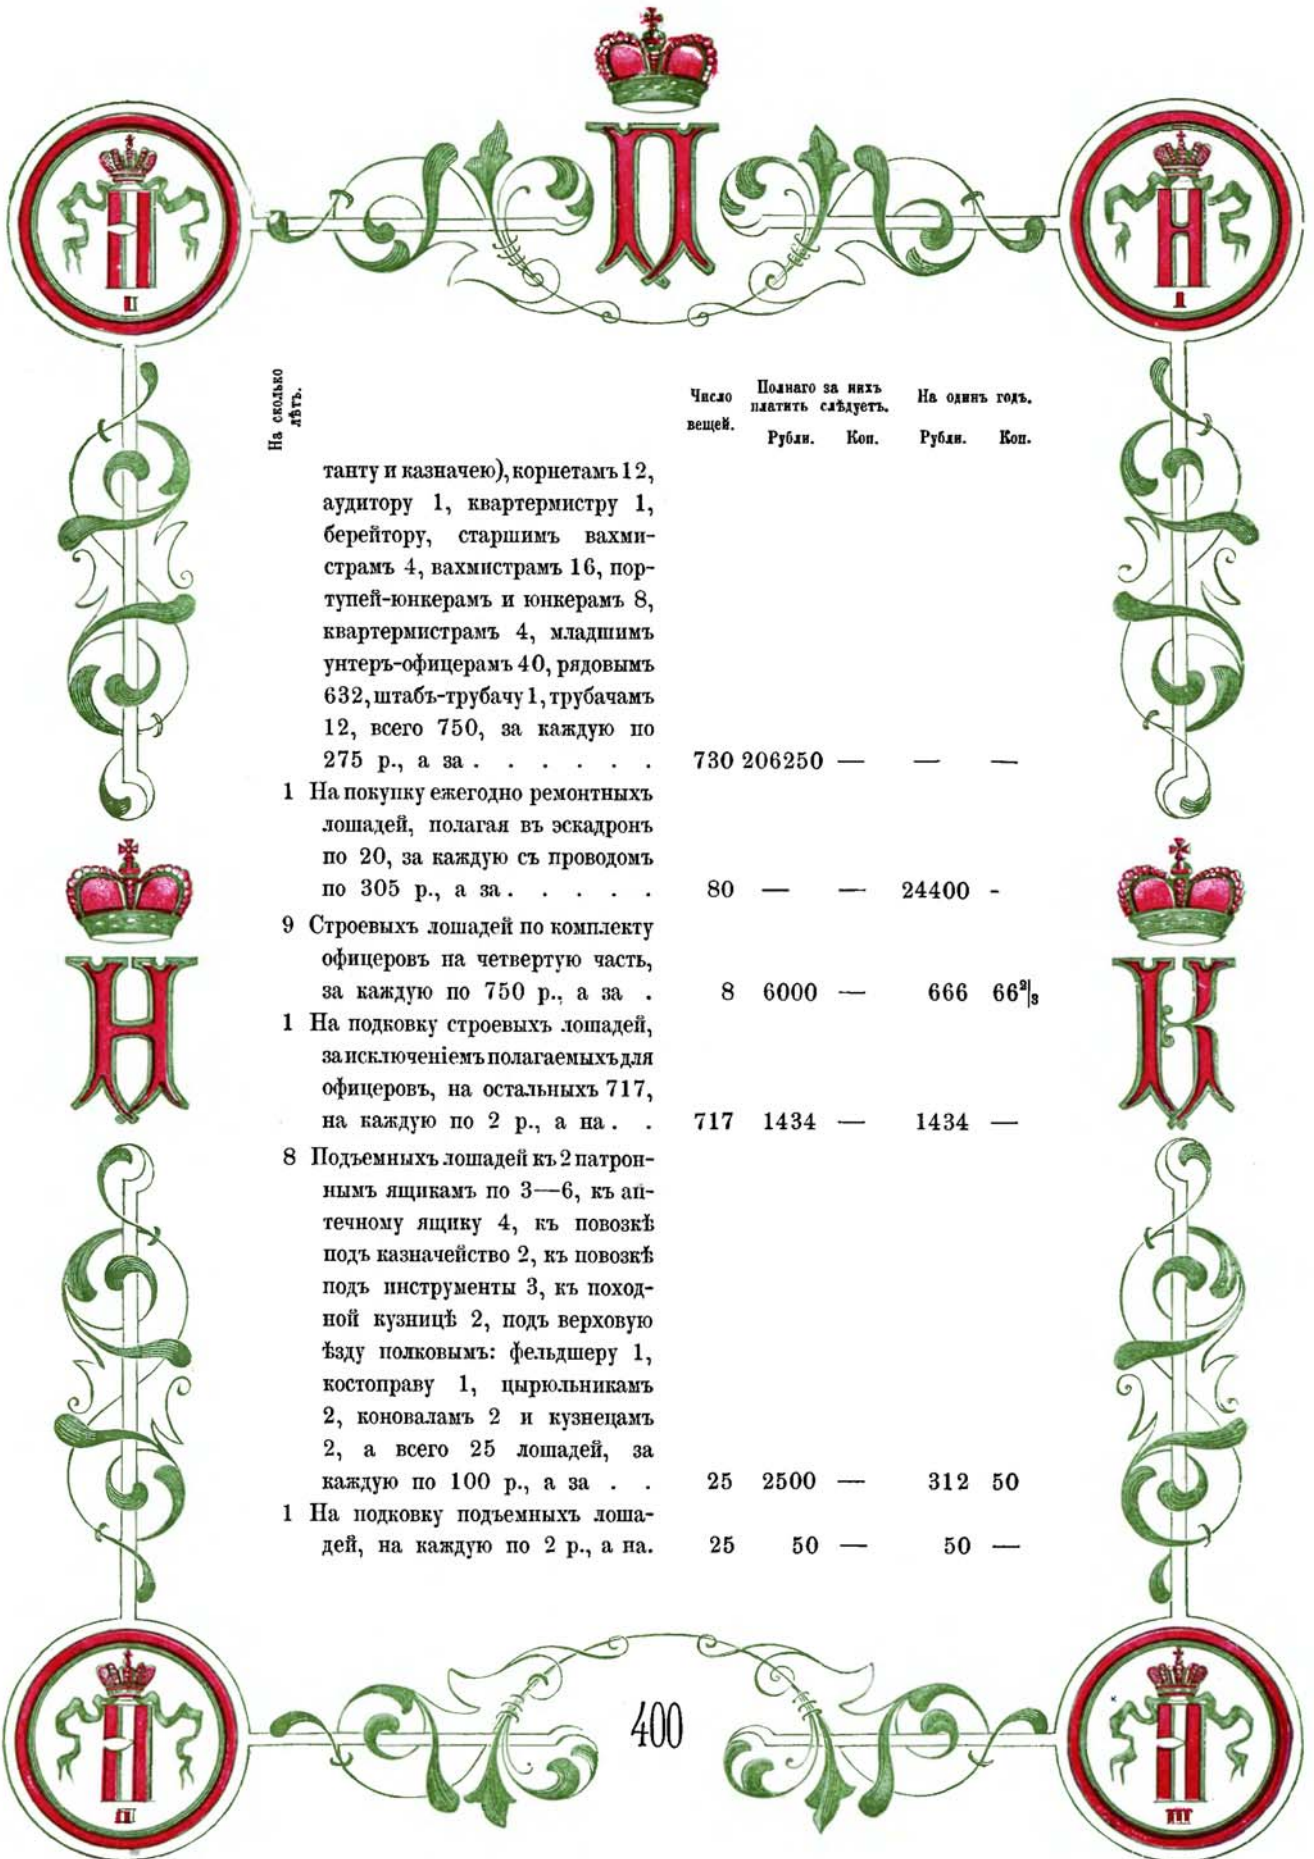 П
II
I
На сколько
лѣтъ.
Число
вещей.
Полнаго за нихъ
платить слѣдуетъ.
На одинъ годъ.
Рубли. Коп. Рубли. Коп.
танту и казначею), корнетамъ 12,
аудитору 1, квартермистру 1,
берейтору, старшимъ вахми-
страмъ 4, вахмистрамъ 16, пор-
тупей-юнкерамъ и юнкерамъ 8,
квартермистрамъ 4, младшимъ
унтеръ-офицерамъ 40, рядовымъ
632, штабъ-трубачу 1, трубачамъ
12, всего 750, за каждую по
275 р., а за . . . . . . 730 206250 — — —
1 На покупку ежегодно ремонтныхъ
лошадей, полагая въ эскадронъ
по 20, за каждую съ проводомъ
по 305 р., а за. . . . . 80 — — 24400 -
9 Строевыхъ лошадей по комплекту
офицеровъ на четвертую часть,
за каждую по 750 р., а за . 8 6000 — 666 66 2/3
1 На подковку строевыхъ лошадей,
за исключеніемъ полагаемыхъ для
офицеровъ, на остальныхъ 717,
на каждую по 2 р., а на. . 717 1434 — 1434 —
8 Подъемныхъ лошадей къ 2 патрон-
нымъ ящикамъ по 3—6, къ ап-
течному ящику 4, къ повозкѣ
подъ казначейство 2, къ повозкѣ
подъ инструменты 3, къ поход-
ной кузницѣ 2, подъ верховую
ѣзду полковымъ: фельдшеру 1,
костоправу 1, цырюльникамъ
2, коноваламъ 2 и кузнецамъ
2, а всего 25 лошадей, за
каждую по 100 р., а за . . 25 2500 — 312 50
1 На подковку подъемныхъ лоша-
дей, на каждую по 2 р., а на. 25 50 — 50 —
Н
К
400
III